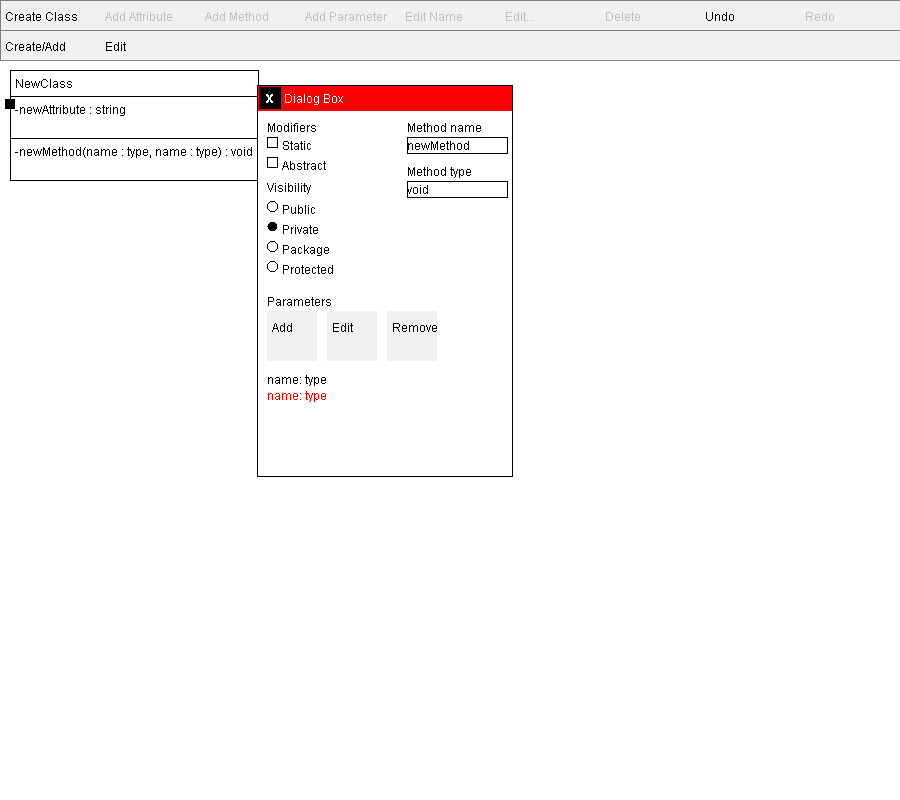 Create Class Add Attribute Add Method Add Parameter Edit Name Edit... Delete Undo Redo
Create/Add Edit
NewClass
-newAttribute : string
-newMethod(name : type, name : type) : void
X Dialog Box
Modifiers
Static
Abstract
Visibility
Public
Private
Package
Protected
Method name
newMethod
Method type
void
Parameters
Add Edit Remove
name: type
name: type